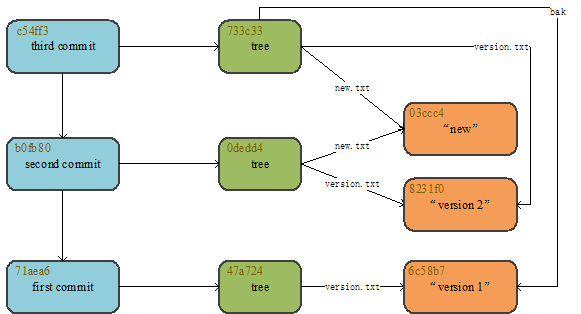 c54ff3
third commit
733c33
tree
bak
version.txt
new.txt
03ccc4
“new”
b0fb80
second commit
0dedd4
tree
new.txt
version.txt
8231f0
“version 2”
71aea6
first commit
47a724
tree
version.txt
6c58b7
“version 1”